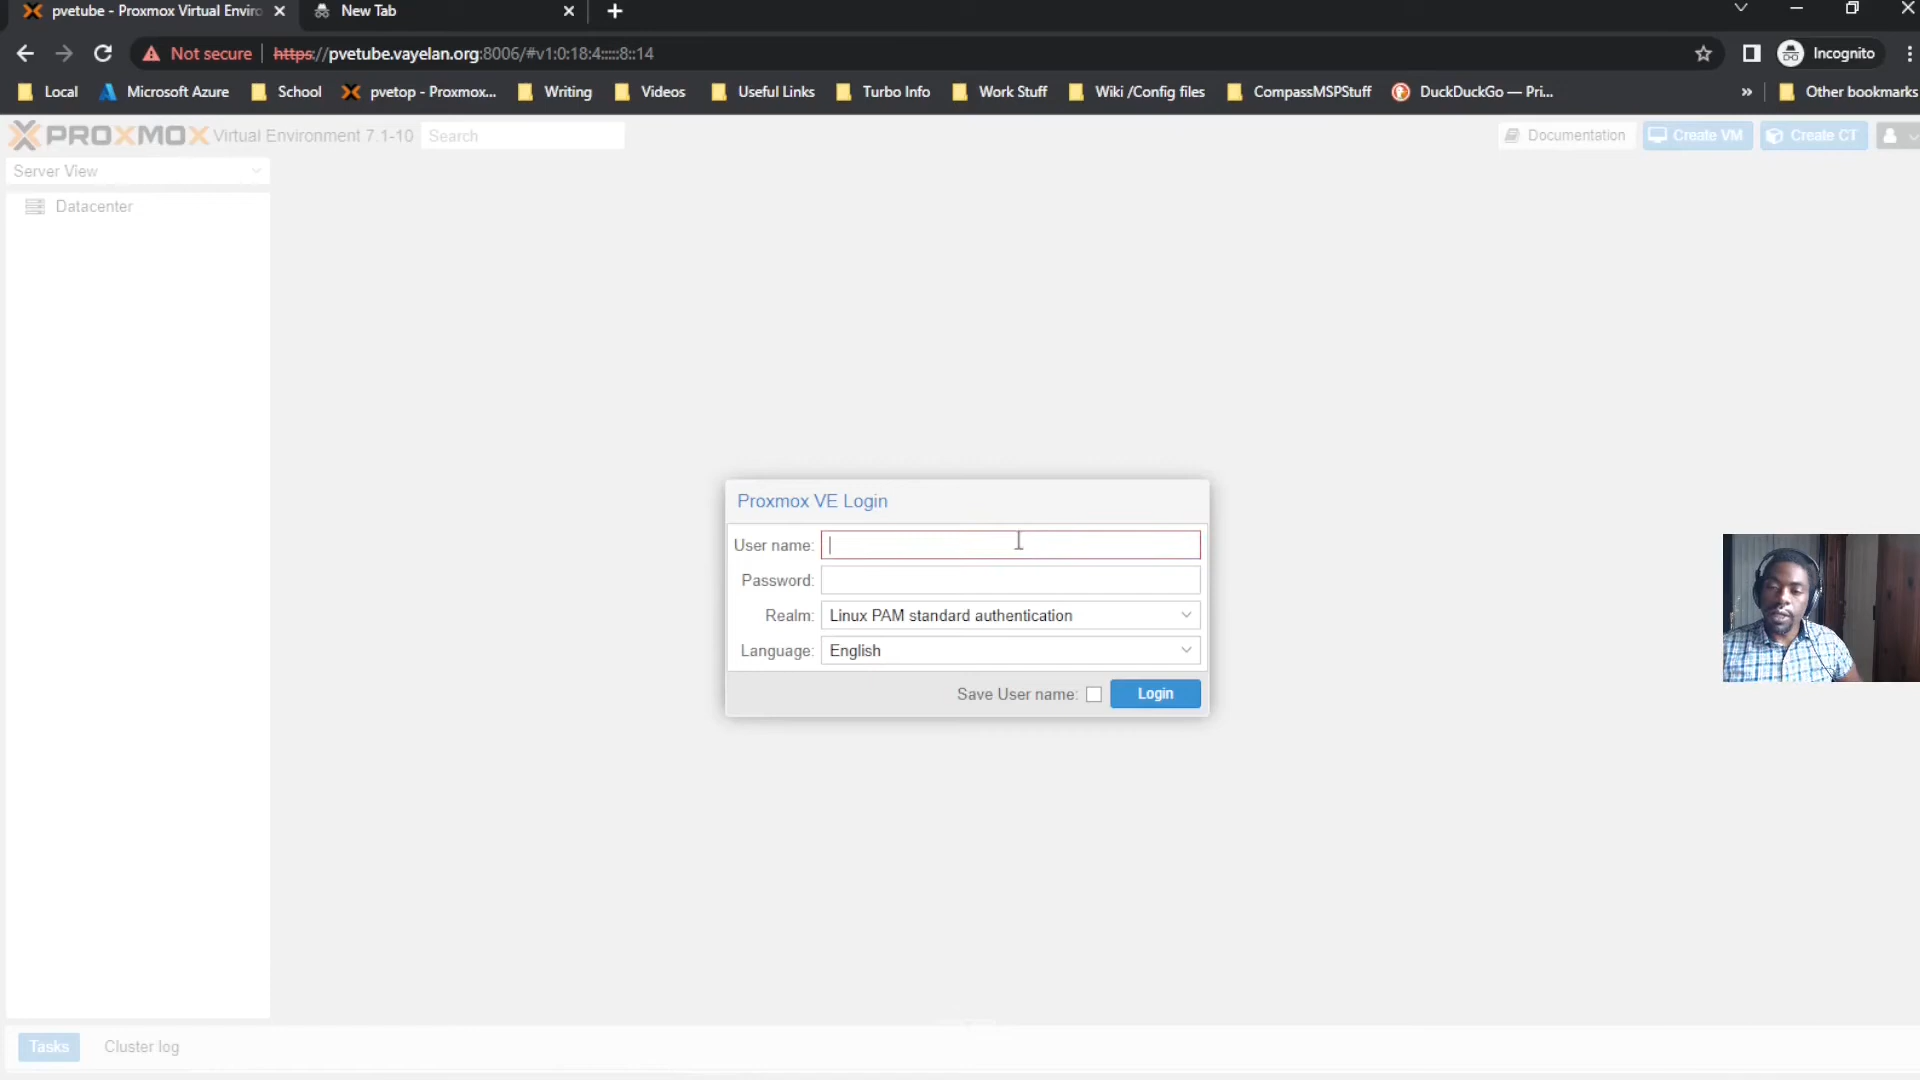 pvetube - Proxmox Virtual Enviro
New Tab
Not secure https://pvetube.vayelan.org:8006/#v1:0:18:4:::::8::14
Incognito
Local Microsoft Azure School pvetop - Proxmox... Writing Videos Useful Links Turbo Info Work Stuff Wiki /Config files CompassMSPStuff DuckDuckGo — Pri... » Other bookmarks
PROXMOX Virtual Environment 7.1-10 Search Documentation Create VM Create CT
Server View
Datacenter
Proxmox VE Login
User name:
Password:
Realm: Linux PAM standard authentication
Language: English
Save User name: Login
Tasks Cluster log